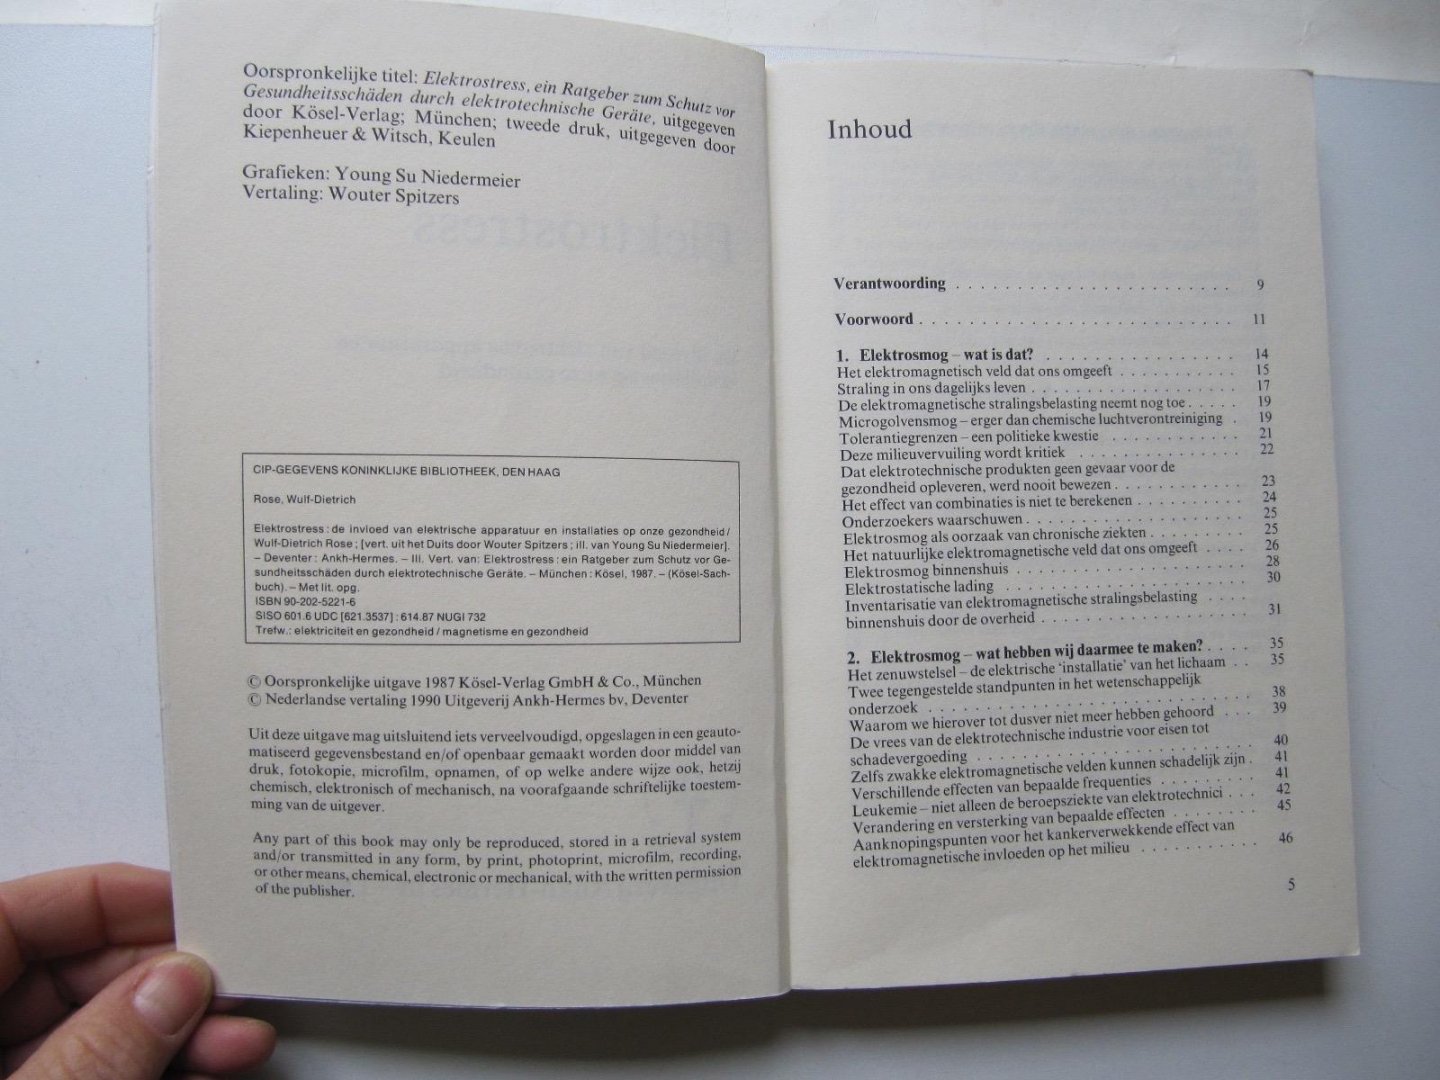 Oorspronkelijke titel: Elektrostress, ein Ratgeber zum Schutz vor
Gesundheitsschäden durch elektrotechnische Geräte, uitgegeven
door Kösel-Verlag; München; tweede druk, uitgegeven door
Kiepenheuer & Witsch, Keulen
Grafieken: Young Su Niedermeier
Vertaling: Wouter Spitzers
CIP-GEGEVENS KONINKLIJKE BIBLIOTHEEK, DEN HAAG
Rose, Wulf-Dietrich
Elektrostress : de invloed van elektrische apparatuur en installaties op onze gezondheid /
Wulf-Dietrich Rose ; [vert. uit het Duits door Wouter Spitzers ; ill. van Young Su Niedermeier].
– Deventer : Ankh-Hermes. – Ill. Vert. van: Elektrostress : ein Ratgeber zum Schutz vor Ge-
sundheitsschäden durch elektrotechnische Geräte. – München : Kösel, 1987. – (Kösel-Sach-
buch). – Met lit. opg.
ISBN 90-202-5221-6
SISO 601.6 UDC [621.3537] : 614.87 NUGI 732
Trefw.: elektriciteit en gezondheid / magnetisme en gezondheid
© Oorspronkelijke uitgave 1987 Kösel-Verlag GmbH & Co., München
© Nederlandse vertaling 1990 Uitgeverij Ankh-Hermes bv, Deventer
Uit deze uitgave mag uitsluitend iets verveelvoudigd, opgeslagen in een geauto-
matiseerd gegevensbestand en/of openbaar gemaakt worden door middel van
druk, fotokopie, microfilm, opnamen, of op welke andere wijze ook, hetzij
chemisch, elektronisch of mechanisch, na voorafgaande schriftelijke toestem-
ming van de uitgever.
Any part of this book may only be reproduced, stored in a retrieval system
and/or transmitted in any form, by print, photoprint, microfilm, recording,
or other means, chemical, electronic or mechanical, with the written permission
of the publisher.
Inhoud
Verantwoording . . . . . . . . . . . . . . . . . . . . . . 9
Voorwoord . . . . . . . . . . . . . . . . . . . . . . . . 11
1. Elektrosmog – wat is dat? . . . . . . . . . . . . . . . 14
Het elektromagnetisch veld dat ons omgeeft . . . . . . . . . . 15
Straling in ons dagelijks leven . . . . . . . . . . . . . . . . 17
De elektromagnetische stralingsbelasting neemt nog toe . . . . . 19
Microgolvensmog – erger dan chemische luchtverontreiniging . 19
Tolerantiegrenzen – een politieke kwestie . . . . . . . . . . . 21
Deze milieuvervuiling wordt kritiek . . . . . . . . . . . . . 22
Dat elektrotechnische produkten geen gevaar voor de
gezondheid opleveren, werd nooit bewezen . . . . . . . . . . 23
Het effect van combinaties is niet te berekenen . . . . . . . . . 24
Onderzoekers waarschuwen . . . . . . . . . . . . . . . . . 25
Elektrosmog als oorzaak van chronische ziekten . . . . . . . . 25
Het natuurlijke elektromagnetische veld dat ons omgeeft . . . . 26
Elektrosmog binnenshuis . . . . . . . . . . . . . . . . . . 28
Elektrostatische lading . . . . . . . . . . . . . . . . . . . 30
Inventarisatie van elektromagnetische stralingsbelasting . . . .
binnenshuis door de overheid . . . . . . . . . . . . . . . . 31
2. Elektrosmog – wat hebben wij daarmee te maken? . . . . 35
Het zenuwstelsel – de elektrische 'installatie' van het lichaam . . 35
Twee tegengestelde standpunten in het wetenschappelijk
onderzoek . . . . . . . . . . . . . . . . . . . . . . . . . 38
Waarom we hierover tot dusver niet meer hebben gehoord . . . 39
De vrees van de elektrotechnische industrie voor eisen tot
schadevergoeding . . . . . . . . . . . . . . . . . . . . . . 40
Zelfs zwakke elektromagnetische velden kunnen schadelijk zijn . 41
Verschillende effecten van bepaalde frequenties . . . . . . . . 41
Leukemie – niet alleen de beroepsziekte van elektrotechnici . . . 42
Verandering en versterking van bepaalde effecten . . . . . . . 45
Aanknopingspunten voor het kankerverwekkende effect van
elektromagnetische invloeden op het milieu . . . . . . . . . . 46
5